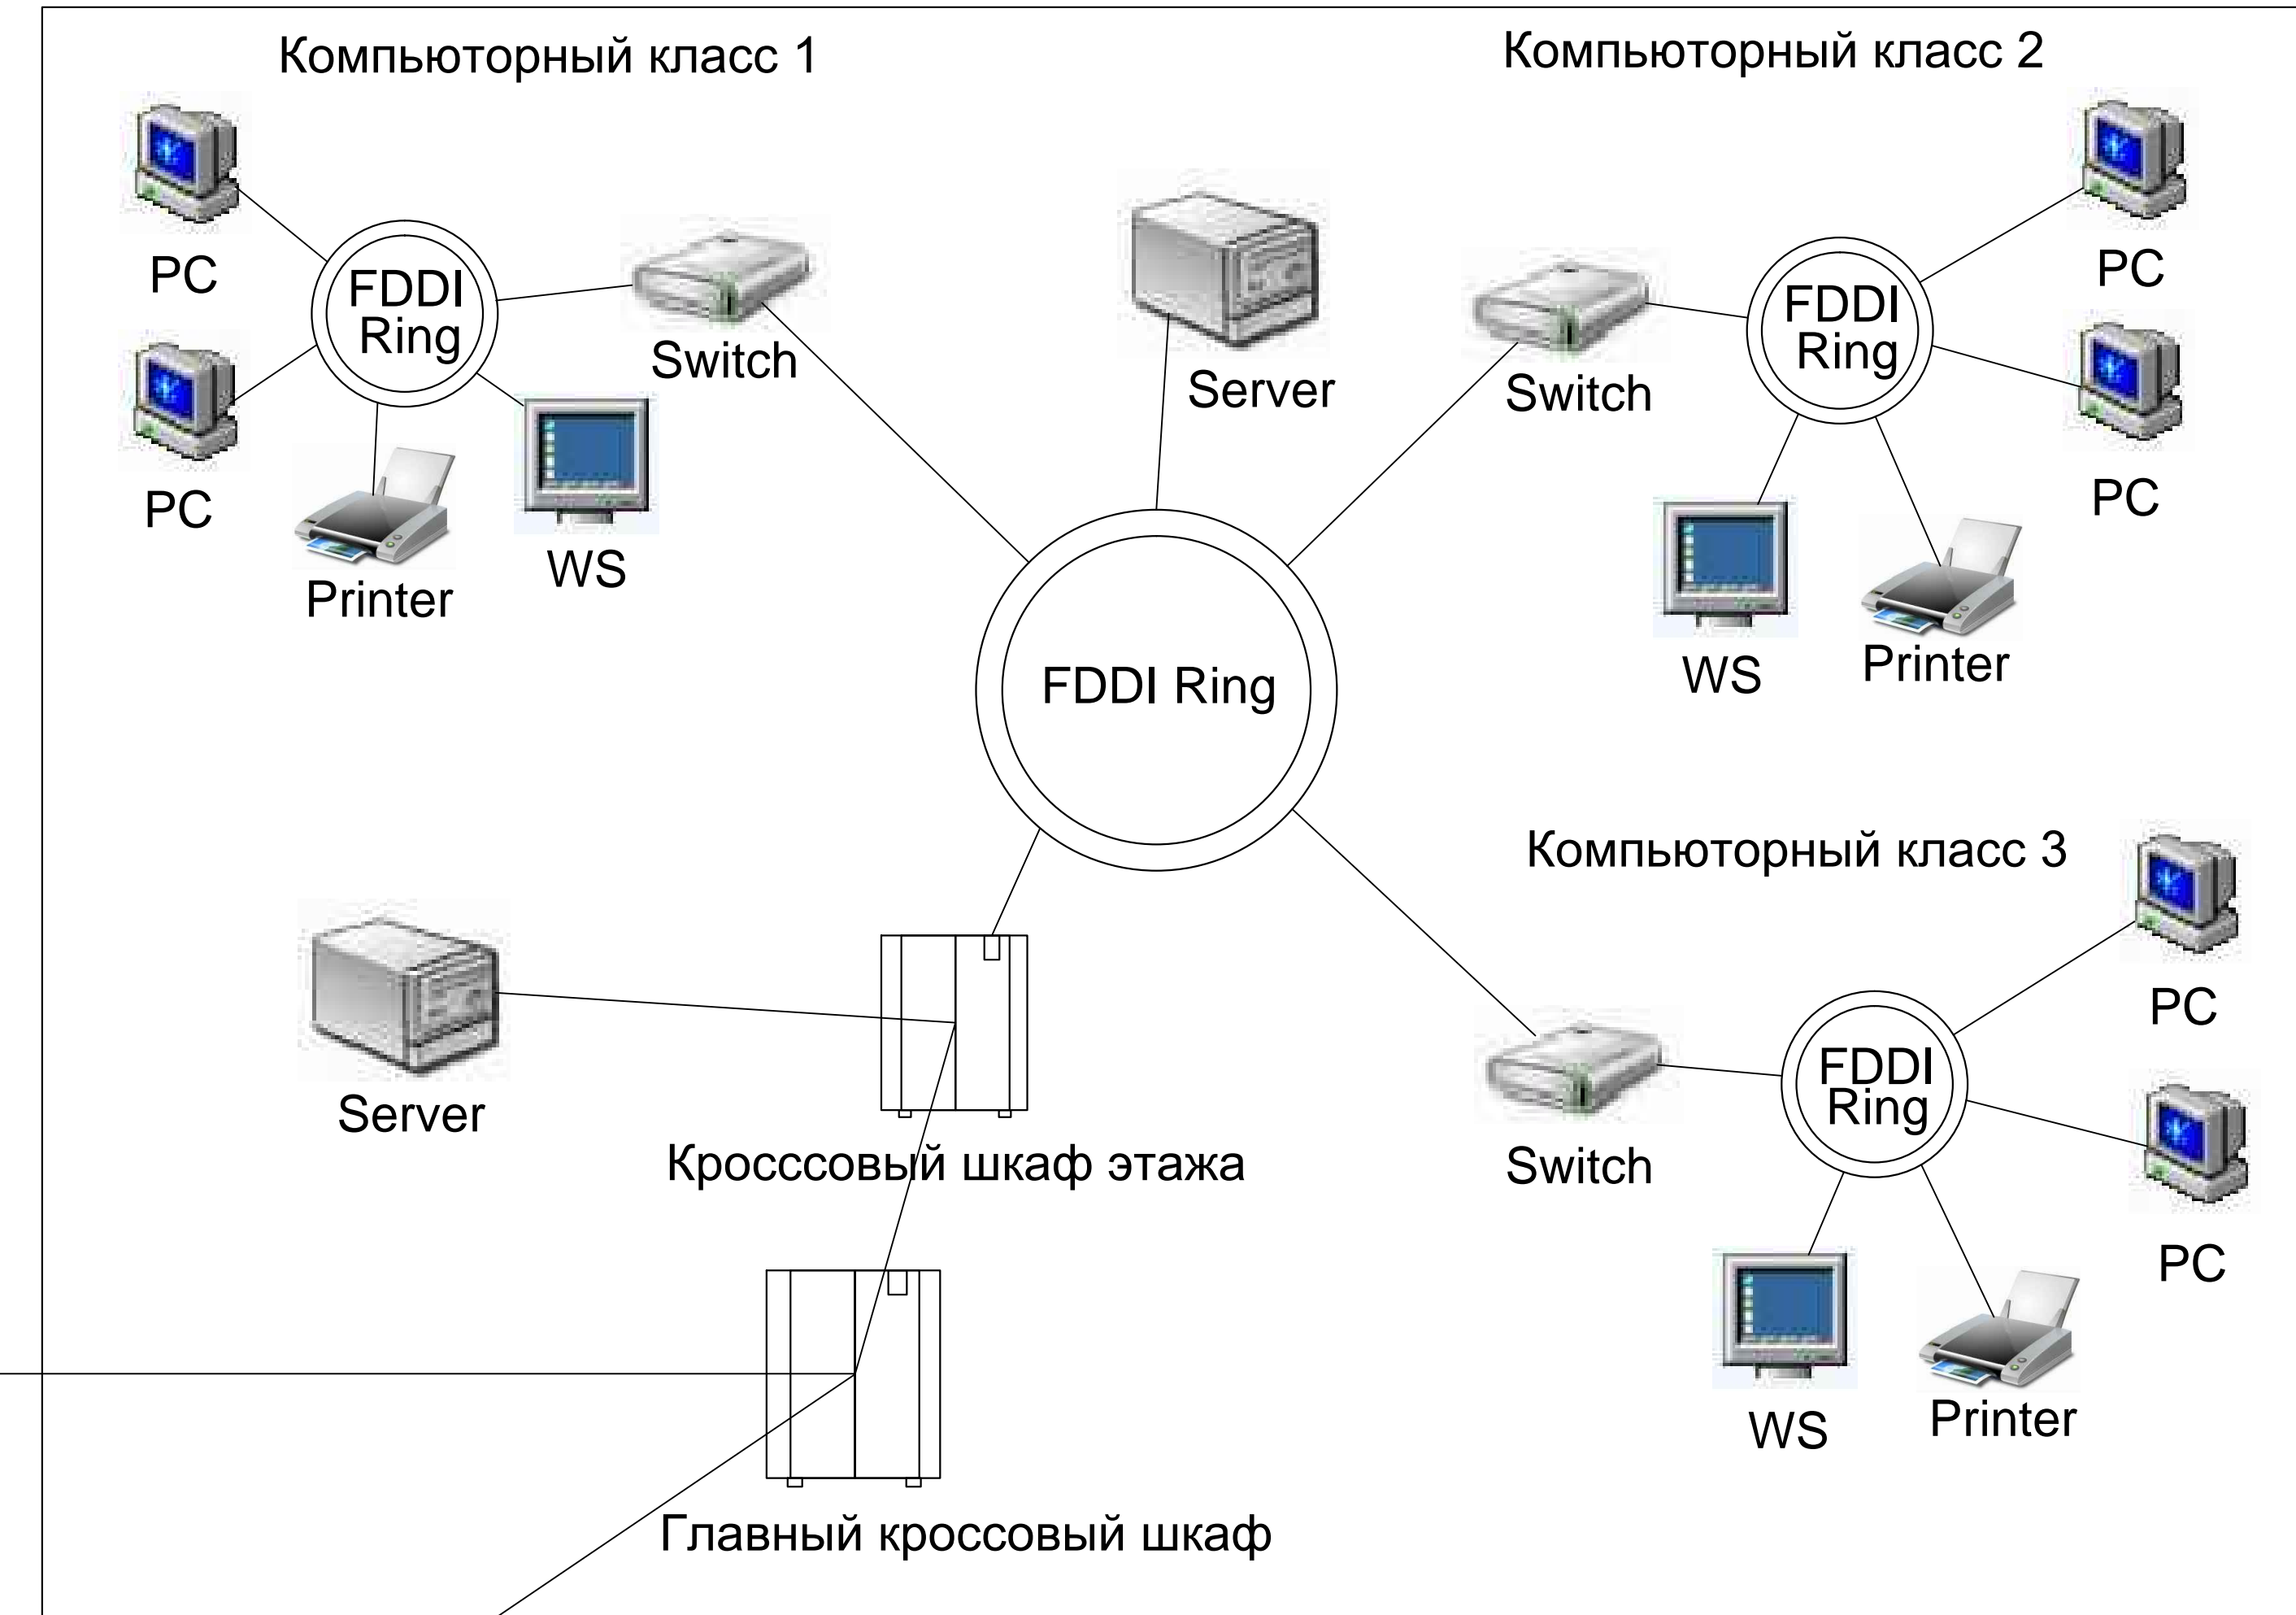 Компьюторный класс 1
PC
FDDI
Ring
Switch
PC
Printer
WS
Server
Компьюторный класс 2
Switch
FDDI
Ring
PC
PC
WS
Printer
FDDI Ring
Компьюторный класс 3
Server
Кросссовый шкаф этажа
Switch
FDDI
Ring
PC
PC
WS
Printer
Главный кроссовый шкаф